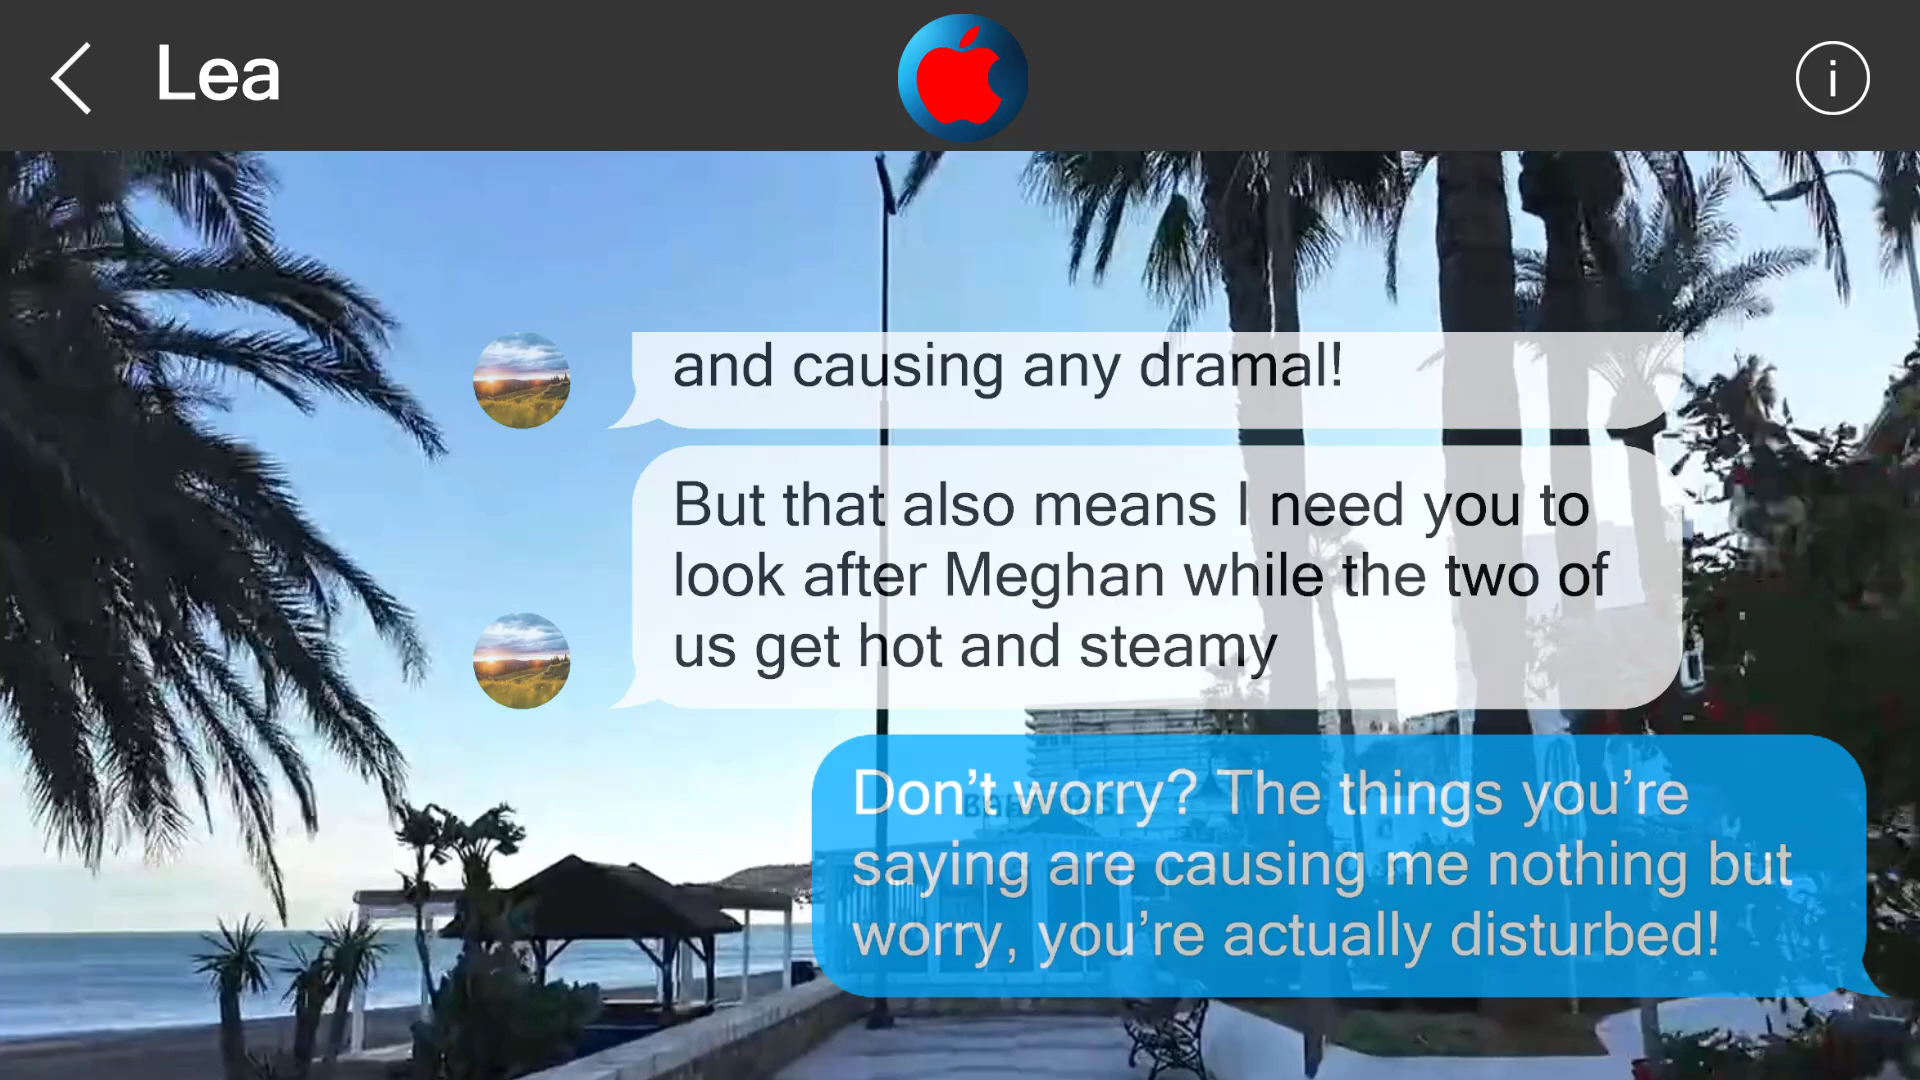 Lea
i
and causing any dramal!
But that also means I need you to
look after Meghan while the two of
us get hot and steamy
Don't worry? The things you're
saying are causing me nothing but
worry, you're actually disturbed!